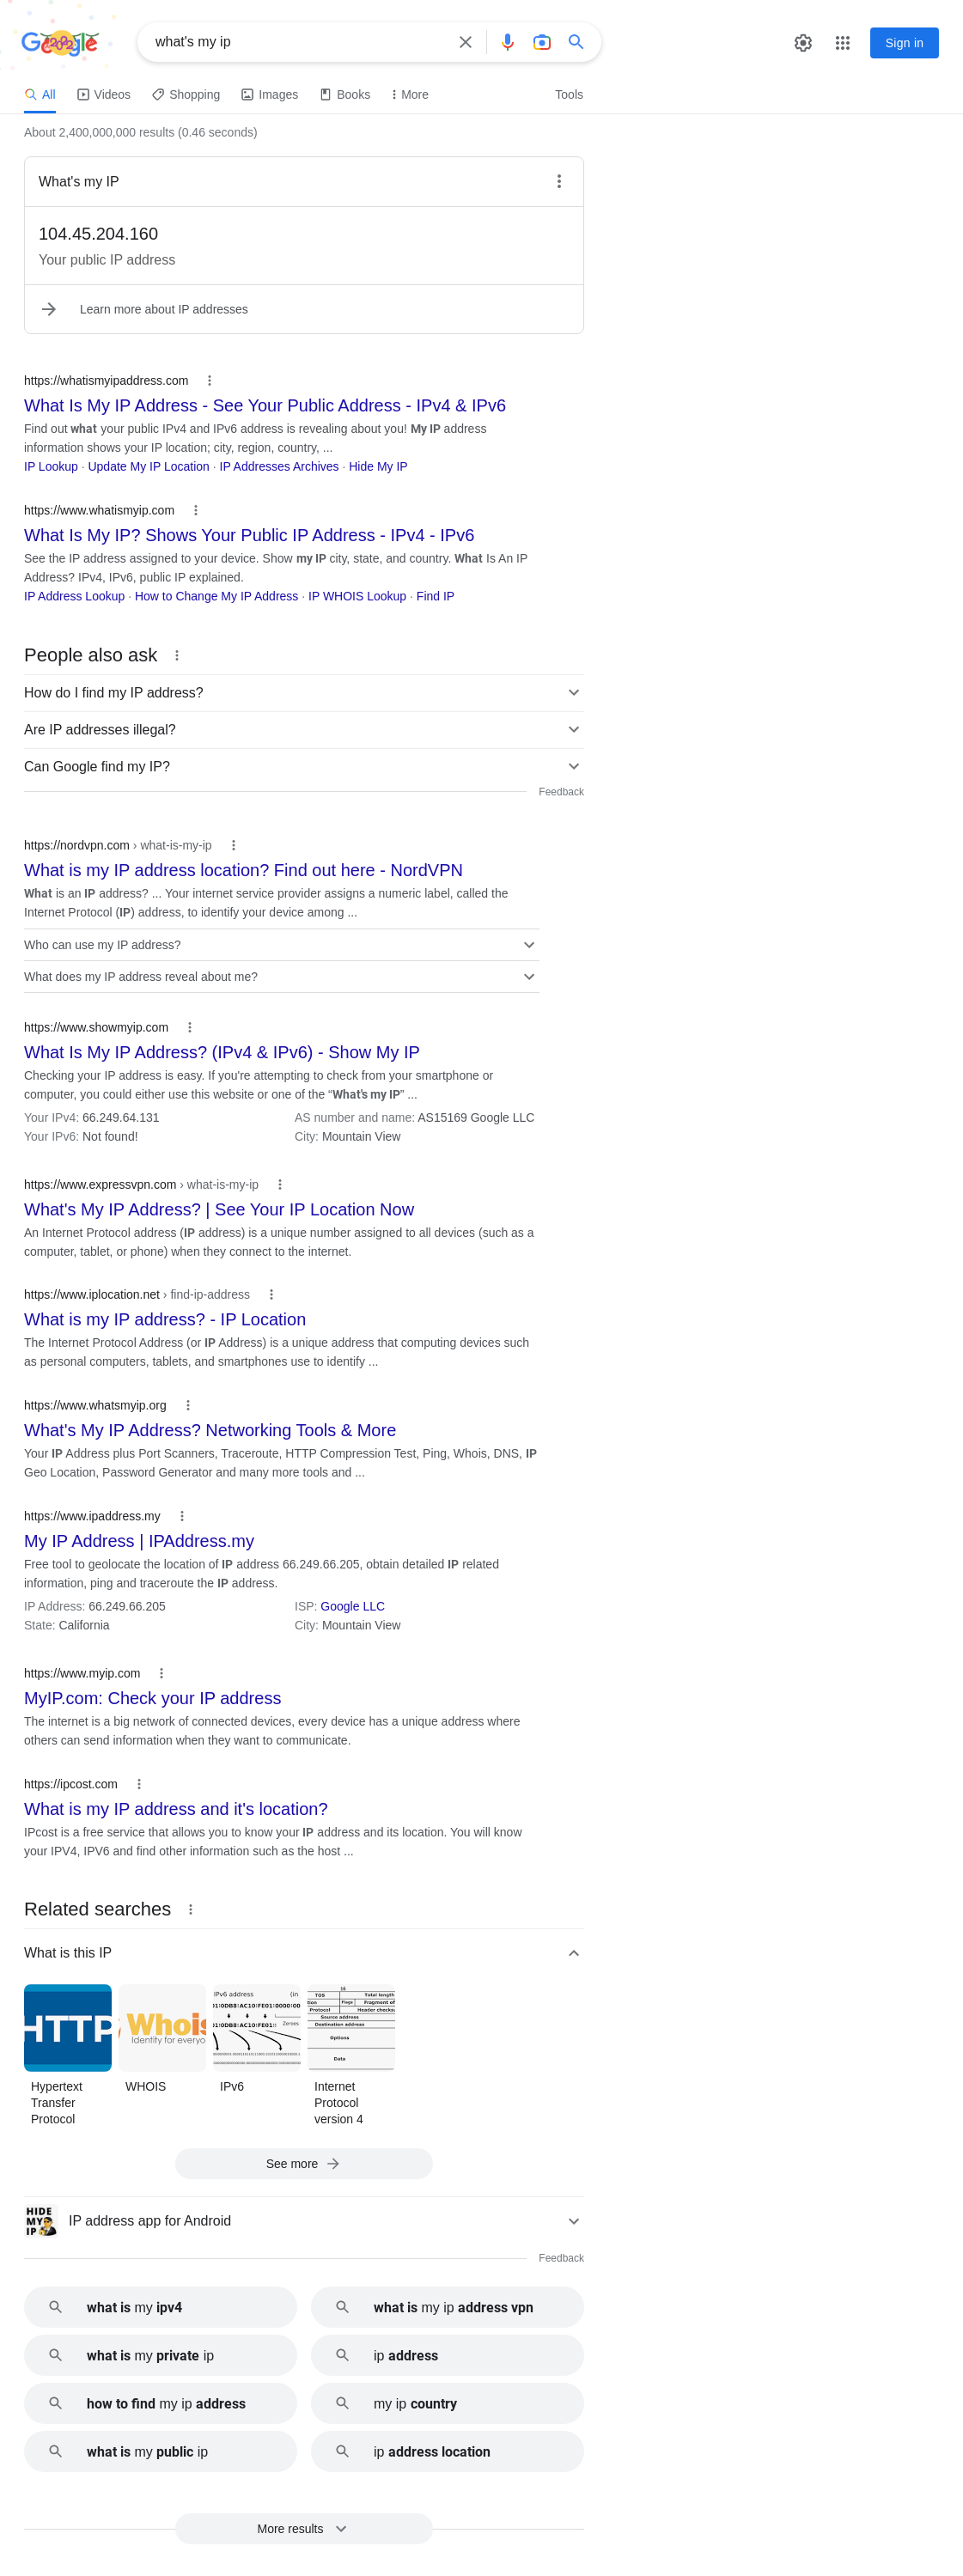 Google
what's my ip
Sign in
All
Videos
Shopping
Images
Books
More
Tools
About 2,400,000,000 results (0.46 seconds)
What's my IP
104.45.204.160
Your public IP address
Learn more about IP addresses
https://whatismyipaddress.com
What Is My IP Address - See Your Public Address - IPv4 & IPv6
Find out what your public IPv4 and IPv6 address is revealing about you! My IP address
information shows your IP location; city, region, country, ...
IP Lookup · Update My IP Location · IP Addresses Archives · Hide My IP
https://www.whatismyip.com
What Is My IP? Shows Your Public IP Address - IPv4 - IPv6
See the IP address assigned to your device. Show my IP city, state, and country. What Is An IP
Address? IPv4, IPv6, public IP explained.
IP Address Lookup · How to Change My IP Address · IP WHOIS Lookup · Find IP
People also ask
How do I find my IP address?
Are IP addresses illegal?
Can Google find my IP?
Feedback
https://nordvpn.com › what-is-my-ip
What is my IP address location? Find out here - NordVPN
What is an IP address? ... Your internet service provider assigns a numeric label, called the
Internet Protocol (IP) address, to identify your device among ...
Who can use my IP address?
What does my IP address reveal about me?
https://www.showmyip.com
What Is My IP Address? (IPv4 & IPv6) - Show My IP
Checking your IP address is easy. If you're attempting to check from your smartphone or
computer, you could either use this website or one of the “What's my IP” ...
Your IPv4: 66.249.64.131
AS number and name: AS15169 Google LLC
Your IPv6: Not found!
City: Mountain View
https://www.expressvpn.com › what-is-my-ip
What's My IP Address? | See Your IP Location Now
An Internet Protocol address (IP address) is a unique number assigned to all devices (such as a
computer, tablet, or phone) when they connect to the internet.
https://www.iplocation.net › find-ip-address
What is my IP address? - IP Location
The Internet Protocol Address (or IP Address) is a unique address that computing devices such
as personal computers, tablets, and smartphones use to identify ...
https://www.whatsmyip.org
What's My IP Address? Networking Tools & More
Your IP Address plus Port Scanners, Traceroute, HTTP Compression Test, Ping, Whois, DNS, IP
Geo Location, Password Generator and many more tools and ...
https://www.ipaddress.my
My IP Address | IPAddress.my
Free tool to geolocate the location of IP address 66.249.66.205, obtain detailed IP related
information, ping and traceroute the IP address.
IP Address: 66.249.66.205
ISP: Google LLC
State: California
City: Mountain View
https://www.myip.com
MyIP.com: Check your IP address
The internet is a big network of connected devices, every device has a unique address where
others can send information when they want to communicate.
https://ipcost.com
What is my IP address and it's location?
IPcost is a free service that allows you to know your IP address and its location. You will know
your IPV4, IPV6 and find other information such as the host ...
Related searches
What is this IP
HTTP
Whois
Identity for everyo
IPv6 address
(in
Zeroes
16
TOS
Total length
Flags
Fragment of
Protocol
Header checks
Source address
Destination address
Options
Data
Hypertext
Transfer
Protocol
WHOIS
IPv6
Internet
Protocol
version 4
See more
HIDE
MY
IP
IP address app for Android
Feedback
what is my ipv4
what is my ip address vpn
what is my private ip
ip address
how to find my ip address
my ip country
what is my public ip
ip address location
More results